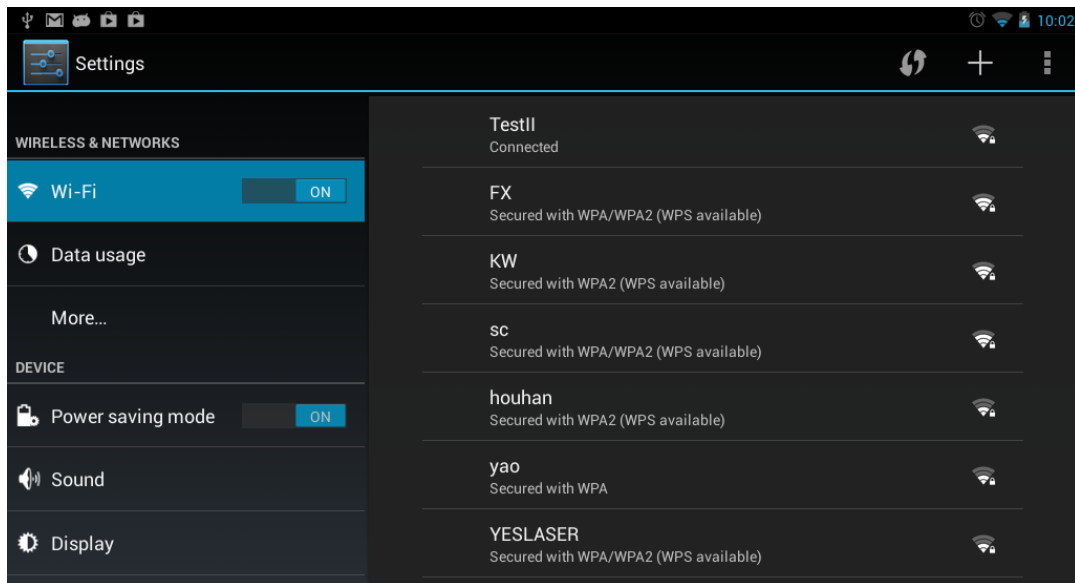 10:02
Settings
WIRELESS & NETWORKS
Wi-Fi
ON
Data usage
More...
DEVICE
Power saving mode
ON
Sound
Display
TestII
Connected
FX
Secured with WPA/WPA2 (WPS available)
KW
Secured with WPA2 (WPS available)
sc
Secured with WPA/WPA2 (WPS available)
houhan
Secured with WPA2 (WPS available)
yao
Secured with WPA
YESLASER
Secured with WPA/WPA2 (WPS available)